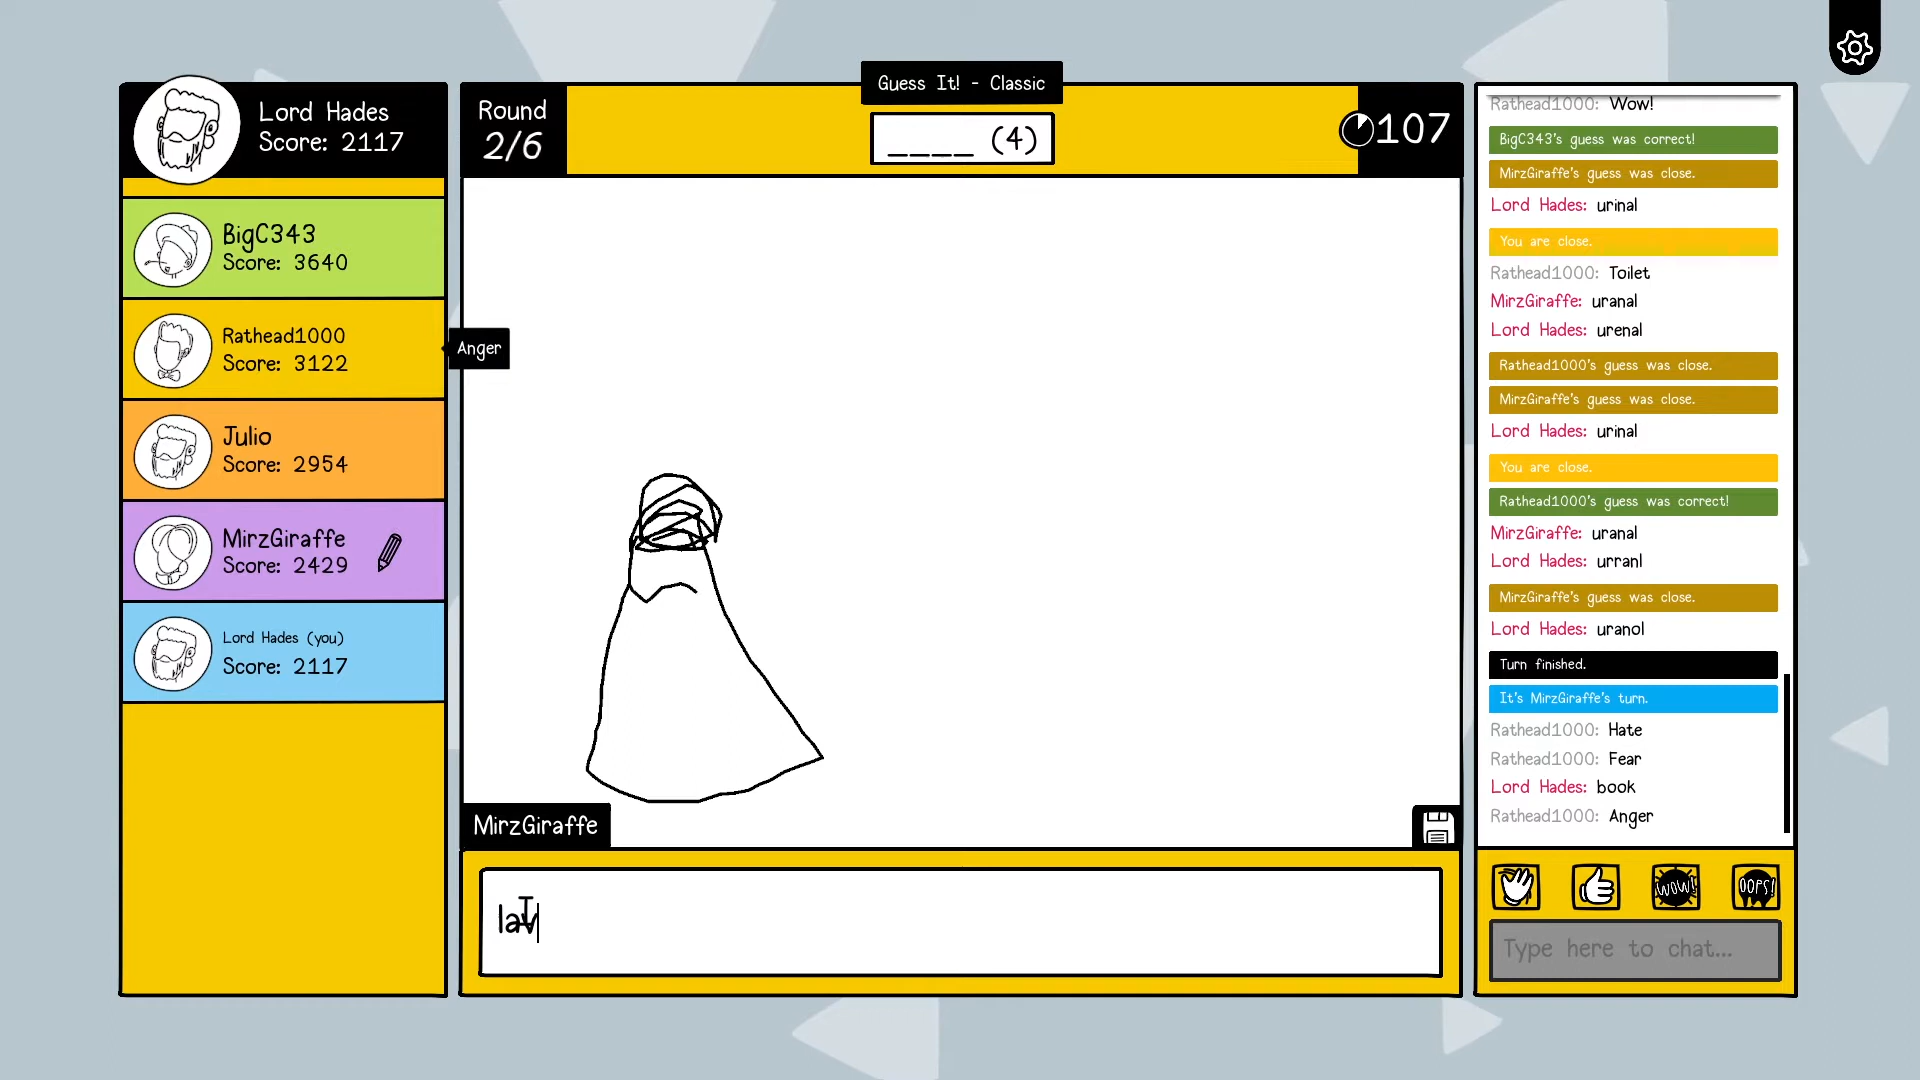 Lord Hades
Score: 2117
BigC343
Score: 3640
Rathead1000
Score: 3122
Julio
Score: 2954
MirzGiraffe
Score: 2429
Lord Hades (you)
Score: 2117
Anger
Round
2/6
Guess It! - Classic
____ (4)
107
MirzGiraffe
lav
Rathead1000: Wow!
BigC343's guess was correct!
MirzGiraffe's guess was close.
Lord Hades: urinal
You are close.
Rathead1000: Toilet
MirzGiraffe: uranal
Lord Hades: urenal
Rathead1000's guess was close.
MirzGiraffe's guess was close.
Lord Hades: urinal
You are close.
Rathead1000's guess was correct!
MirzGiraffe: uranal
Lord Hades: urranl
MirzGiraffe's guess was close.
Lord Hades: uranol
Turn finished.
It's MirzGiraffe's turn.
Rathead1000: Hate
Rathead1000: Fear
Lord Hades: book
Rathead1000: Anger
WOW!
OOPS!
Type here to chat...